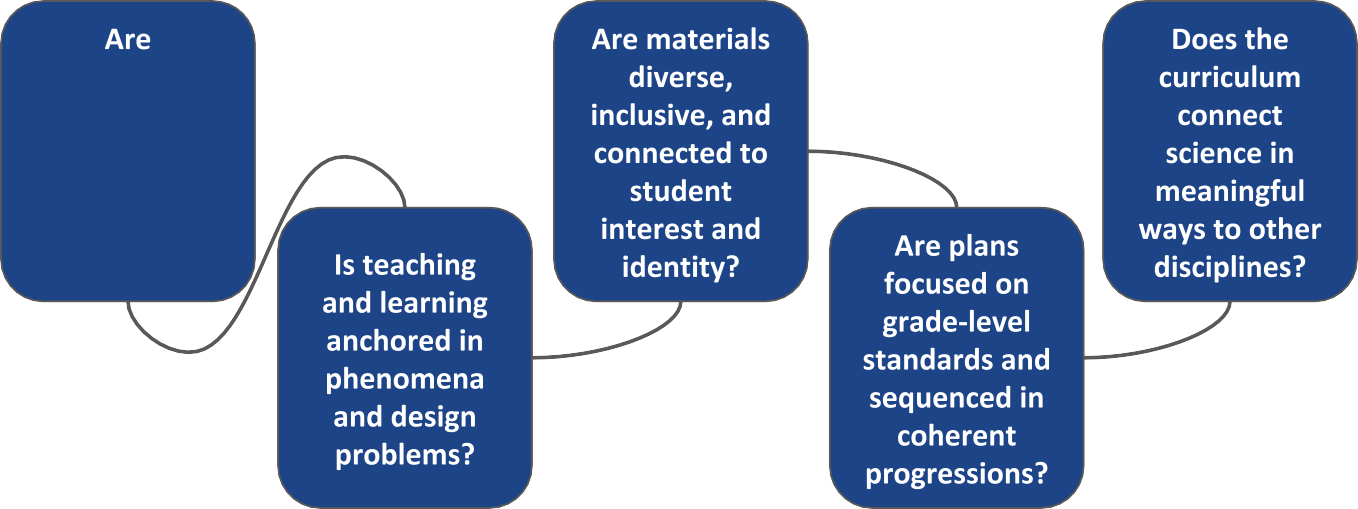 Are
Is teaching
and learning
anchored in
phenomena
and design
problems?
Are materials
diverse,
inclusive, and
connected to
student
interest and
identity?
Are plans
focused on
grade-level
standards and
sequenced in
coherent
progressions?
Does the
curriculum
connect
science in
meaningful
ways to other
disciplines?